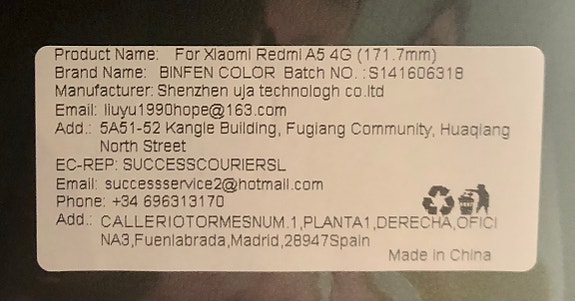 Product Name: For Xiaomi Redmi A5 4G (171.7mm)
Brand Name: BINFEN COLOR Batch NO. :S141606318
Manufacturer: Shenzhen uja technologh co.ltd
Email: liuyu1990hope@163.com
Add.: 5A51-52 Kangle Building, Fuqiang Community, Huaqiang
North Street
EC-REP: SUCCESSCOURIERSL
Email: successservice2@hotmail.com
Phone: +34 696313170
Add.: CALLERIOTORMESNUM.1,PLANTA1,DERECHA,OFICI
NA3,Fuenlabrada,Madrid,28947Spain
Made in China